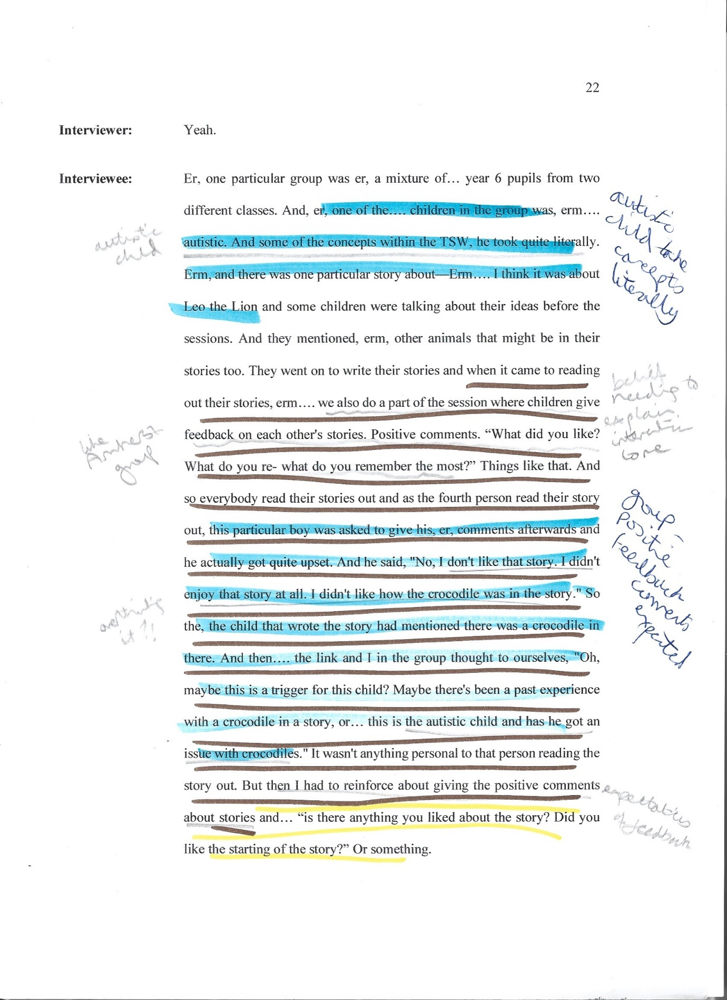 22
Interviewer: Yeah.
Interviewee: Er, one particular group was er, a mixture of… year 6 pupils from two
different classes. And, er, one of the…. children in the group was, erm….
autistic. And some of the concepts within the TSW, he took quite literally.
Erm, and there was one particular story about—Erm…. I think it was about
Leo the Lion and some children were talking about their ideas before the
sessions. And they mentioned, erm, other animals that might be in their
stories too. They went on to write their stories and when it came to reading
out their stories, erm…. we also do a part of the session where children give
feedback on each other's stories. Positive comments. “What did you like?
What do you re- what do you remember the most?” Things like that. And
so everybody read their stories out and as the fourth person read their story
out, this particular boy was asked to give his, er, comments afterwards and
he actually got quite upset. And he said, "No, I don't like that story. I didn't
enjoy that story at all. I didn't like how the crocodile was in the story." So
the, the child that wrote the story had mentioned there was a crocodile in
there. And then…. the link and I in the group thought to ourselves, "Oh,
maybe this is a trigger for this child? Maybe there's been a past experience
with a crocodile in a story, or… this is the autistic child and has he got an
issue with crocodiles." It wasn't anything personal to that person reading the
story out. But then I had to reinforce about giving the positive comments
about stories and… “is there anything you liked about the story? Did you
like the starting of the story?” Or something.
autistic
child
like
group
it?!
autistic
child
concepts
literally
belief
needing to
explain
to me
group
positive
feedback
comments
expected
expectations
of feedback